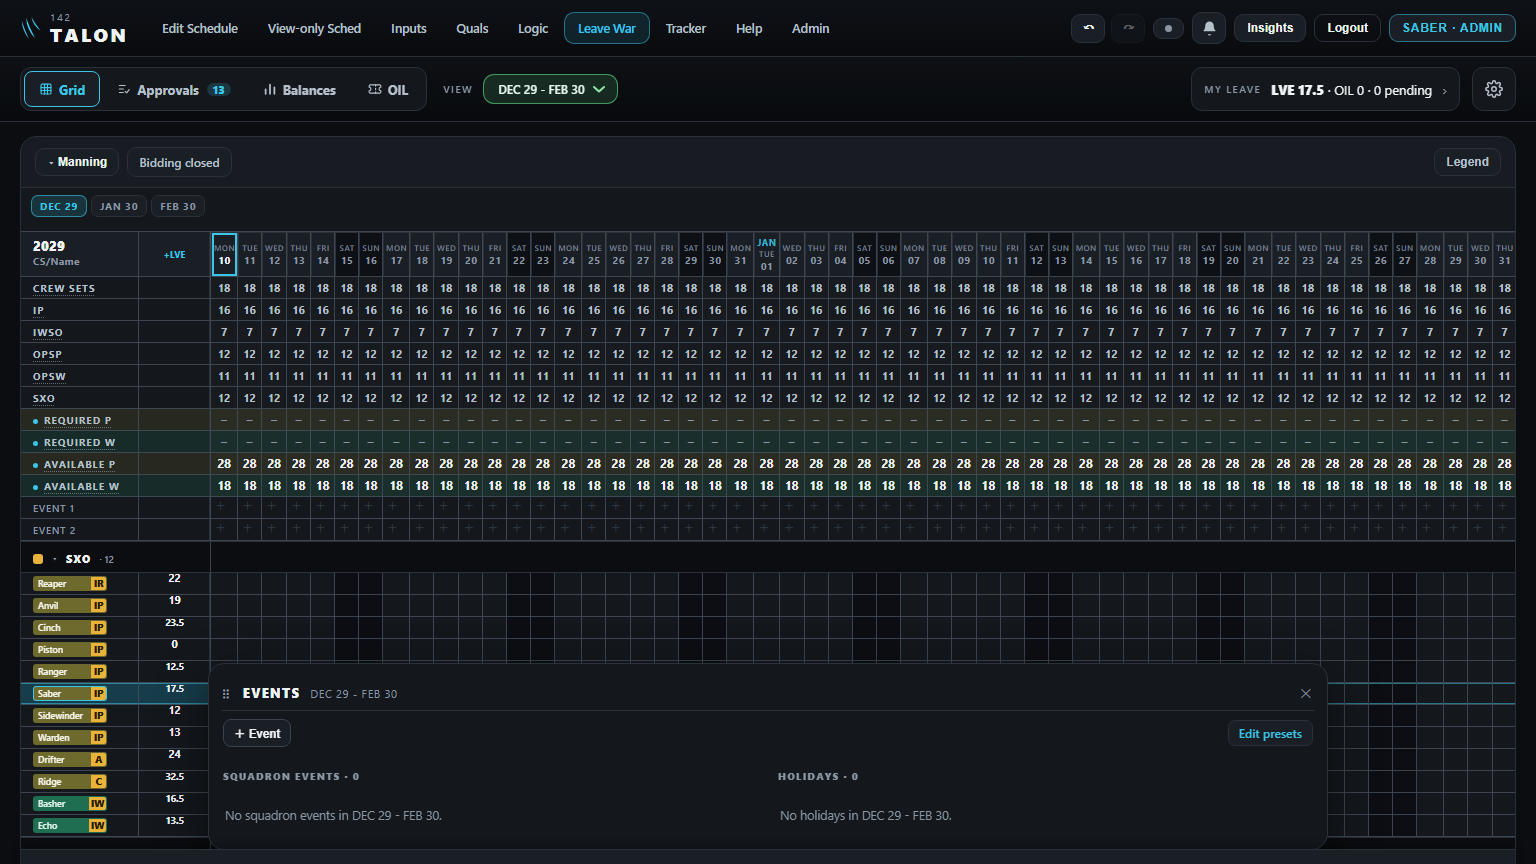 142
TALON
Edit Schedule View-only Sched Inputs Quals Logic Leave War Tracker Help Admin
Insights Logout SABER · ADMIN
Grid Approvals 13 Balances OIL VIEW DEC 29 - FEB 30
MY LEAVE LVE 17.5 · OIL 0 · 0 pending ›
Manning Bidding closed Legend
DEC 29 JAN 30 FEB 30
2029
CS/Name
+LVE
MON TUE WED THU FRI SAT SUN MON TUE WED THU FRI SAT SUN MON TUE WED THU FRI SAT SUN MON JAN TUE WED THU FRI SAT SUN MON TUE WED THU FRI SAT SUN MON TUE WED THU FRI SAT SUN MON TUE WED THU FRI SAT SUN MON TUE WED THU
10 11 12 13 14 15 16 17 18 19 20 21 22 23 24 25 26 27 28 29 30 31 01 02 03 04 05 06 07 08 09 10 11 12 13 14 15 16 17 18 19 20 21 22 23 24 25 26 27 28 29 30 31
CREW SETS 18 18 18 18 18 18 18 18 18 18 18 18 18 18 18 18 18 18 18 18 18 18 18 18 18 18 18 18 18 18 18 18 18 18 18 18 18 18 18 18 18 18 18 18 18 18 18 18 18 18 18 18 18
IP 16 16 16 16 16 16 16 16 16 16 16 16 16 16 16 16 16 16 16 16 16 16 16 16 16 16 16 16 16 16 16 16 16 16 16 16 16 16 16 16 16 16 16 16 16 16 16 16 16 16 16 16 16
IWSO 7 7 7 7 7 7 7 7 7 7 7 7 7 7 7 7 7 7 7 7 7 7 7 7 7 7 7 7 7 7 7 7 7 7 7 7 7 7 7 7 7 7 7 7 7 7 7 7 7 7 7 7 7
OPSP 12 12 12 12 12 12 12 12 12 12 12 12 12 12 12 12 12 12 12 12 12 12 12 12 12 12 12 12 12 12 12 12 12 12 12 12 12 12 12 12 12 12 12 12 12 12 12 12 12 12 12 12 12
OPSW 11 11 11 11 11 11 11 11 11 11 11 11 11 11 11 11 11 11 11 11 11 11 11 11 11 11 11 11 11 11 11 11 11 11 11 11 11 11 11 11 11 11 11 11 11 11 11 11 11 11 11 11 11
SXO 12 12 12 12 12 12 12 12 12 12 12 12 12 12 12 12 12 12 12 12 12 12 12 12 12 12 12 12 12 12 12 12 12 12 12 12 12 12 12 12 12 12 12 12 12 12 12 12 12 12 12 12 12
REQUIRED P – – – – – – – – – – – – – – – – – – – – – – – – – – – – – – – – – – – – – – – – – – – – – – – – – – – – –
REQUIRED W – – – – – – – – – – – – – – – – – – – – – – – – – – – – – – – – – – – – – – – – – – – – – – – – – – – – –
AVAILABLE P 28 28 28 28 28 28 28 28 28 28 28 28 28 28 28 28 28 28 28 28 28 28 28 28 28 28 28 28 28 28 28 28 28 28 28 28 28 28 28 28 28 28 28 28 28 28 28 28 28 28 28 28 28
AVAILABLE W 18 18 18 18 18 18 18 18 18 18 18 18 18 18 18 18 18 18 18 18 18 18 18 18 18 18 18 18 18 18 18 18 18 18 18 18 18 18 18 18 18 18 18 18 18 18 18 18 18 18 18 18 18
EVENT 1 + + + + + + + + + + + + + + + + + + + + + + + + + + + + + + + + + + + + + + + + + + + + + + + + + + + + +
EVENT 2 + + + + + + + + + + + + + + + + + + + + + + + + + + + + + + + + + + + + + + + + + + + + + + + + + + + + +
SXO · 12
Reaper IR 22
Anvil IP 19
Cinch IP 23.5
Piston IP 0
Ranger IP 12.5
Saber IP 17.5
Sidewinder IP 12
Warden IP 13
Drifter A 24
Ridge C 32.5
Basher IW 16.5
Echo IW 13.5
EVENTS DEC 29 - FEB 30
+ Event Edit presets
SQUADRON EVENTS · 0 HOLIDAYS · 0
No squadron events in DEC 29 - FEB 30. No holidays in DEC 29 - FEB 30.